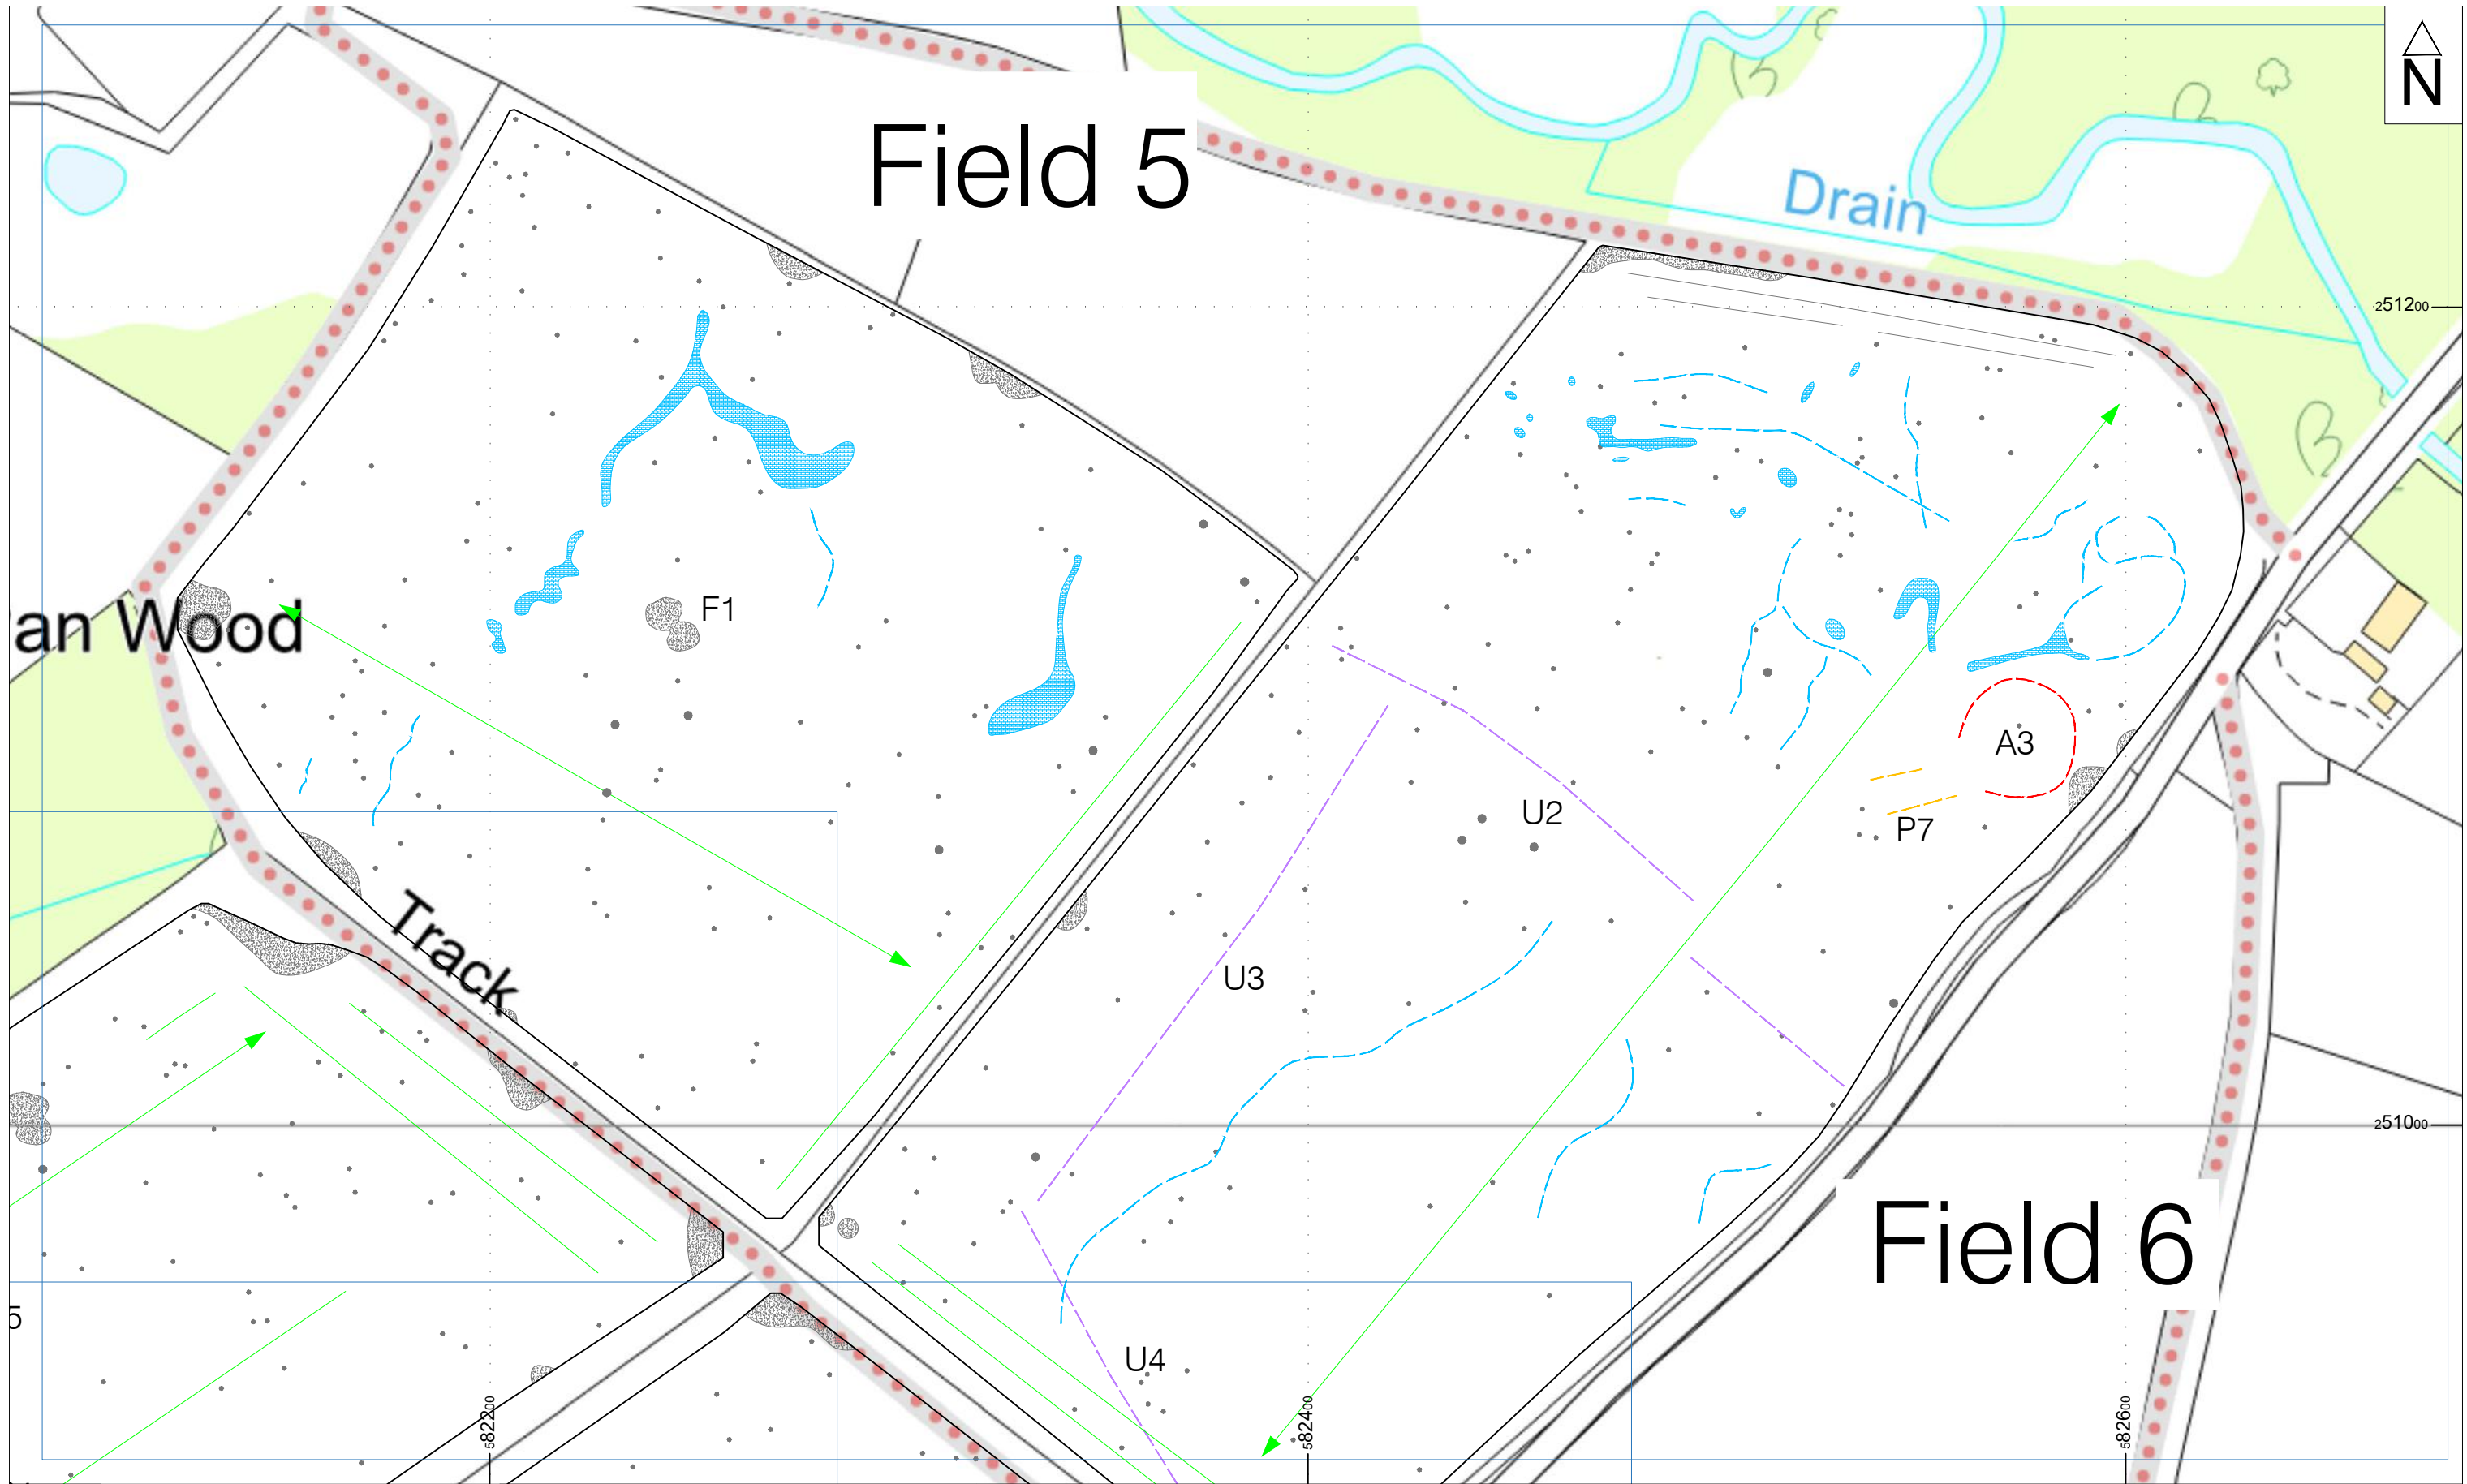 N
Field 5
Drain
251200
F1
an Wood
A3
U2
P7
Track
U3
251000
Field 6
5
U4
582200
582400
582600